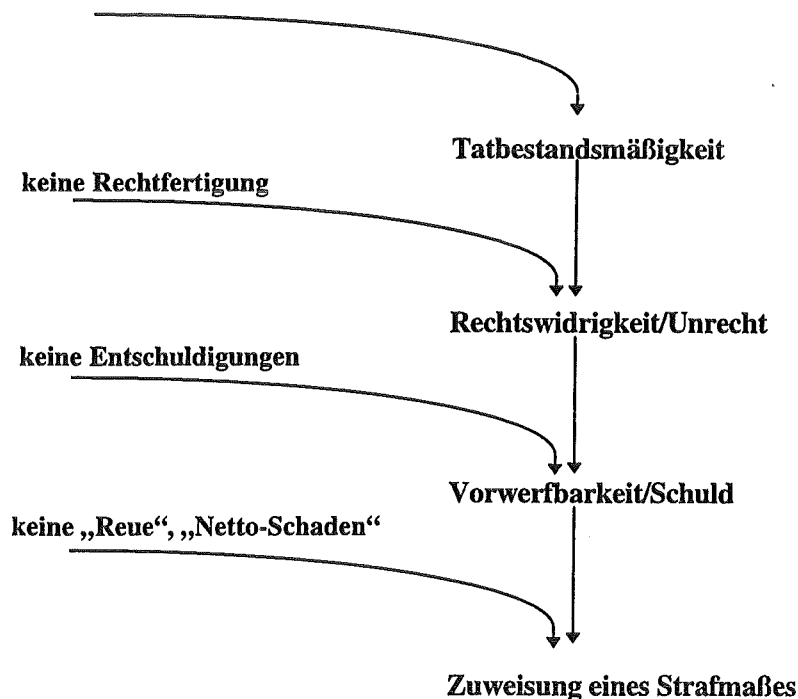 Tatbestandsmäßigkeit
keine Rechtfertigung
Rechtswidrigkeit/Unrecht
keine Entschuldigungen
Vorwerfbarkeit/Schuld
keine „Reue“, „Netto-Schaden“
Zuweisung eines Strafmaßes